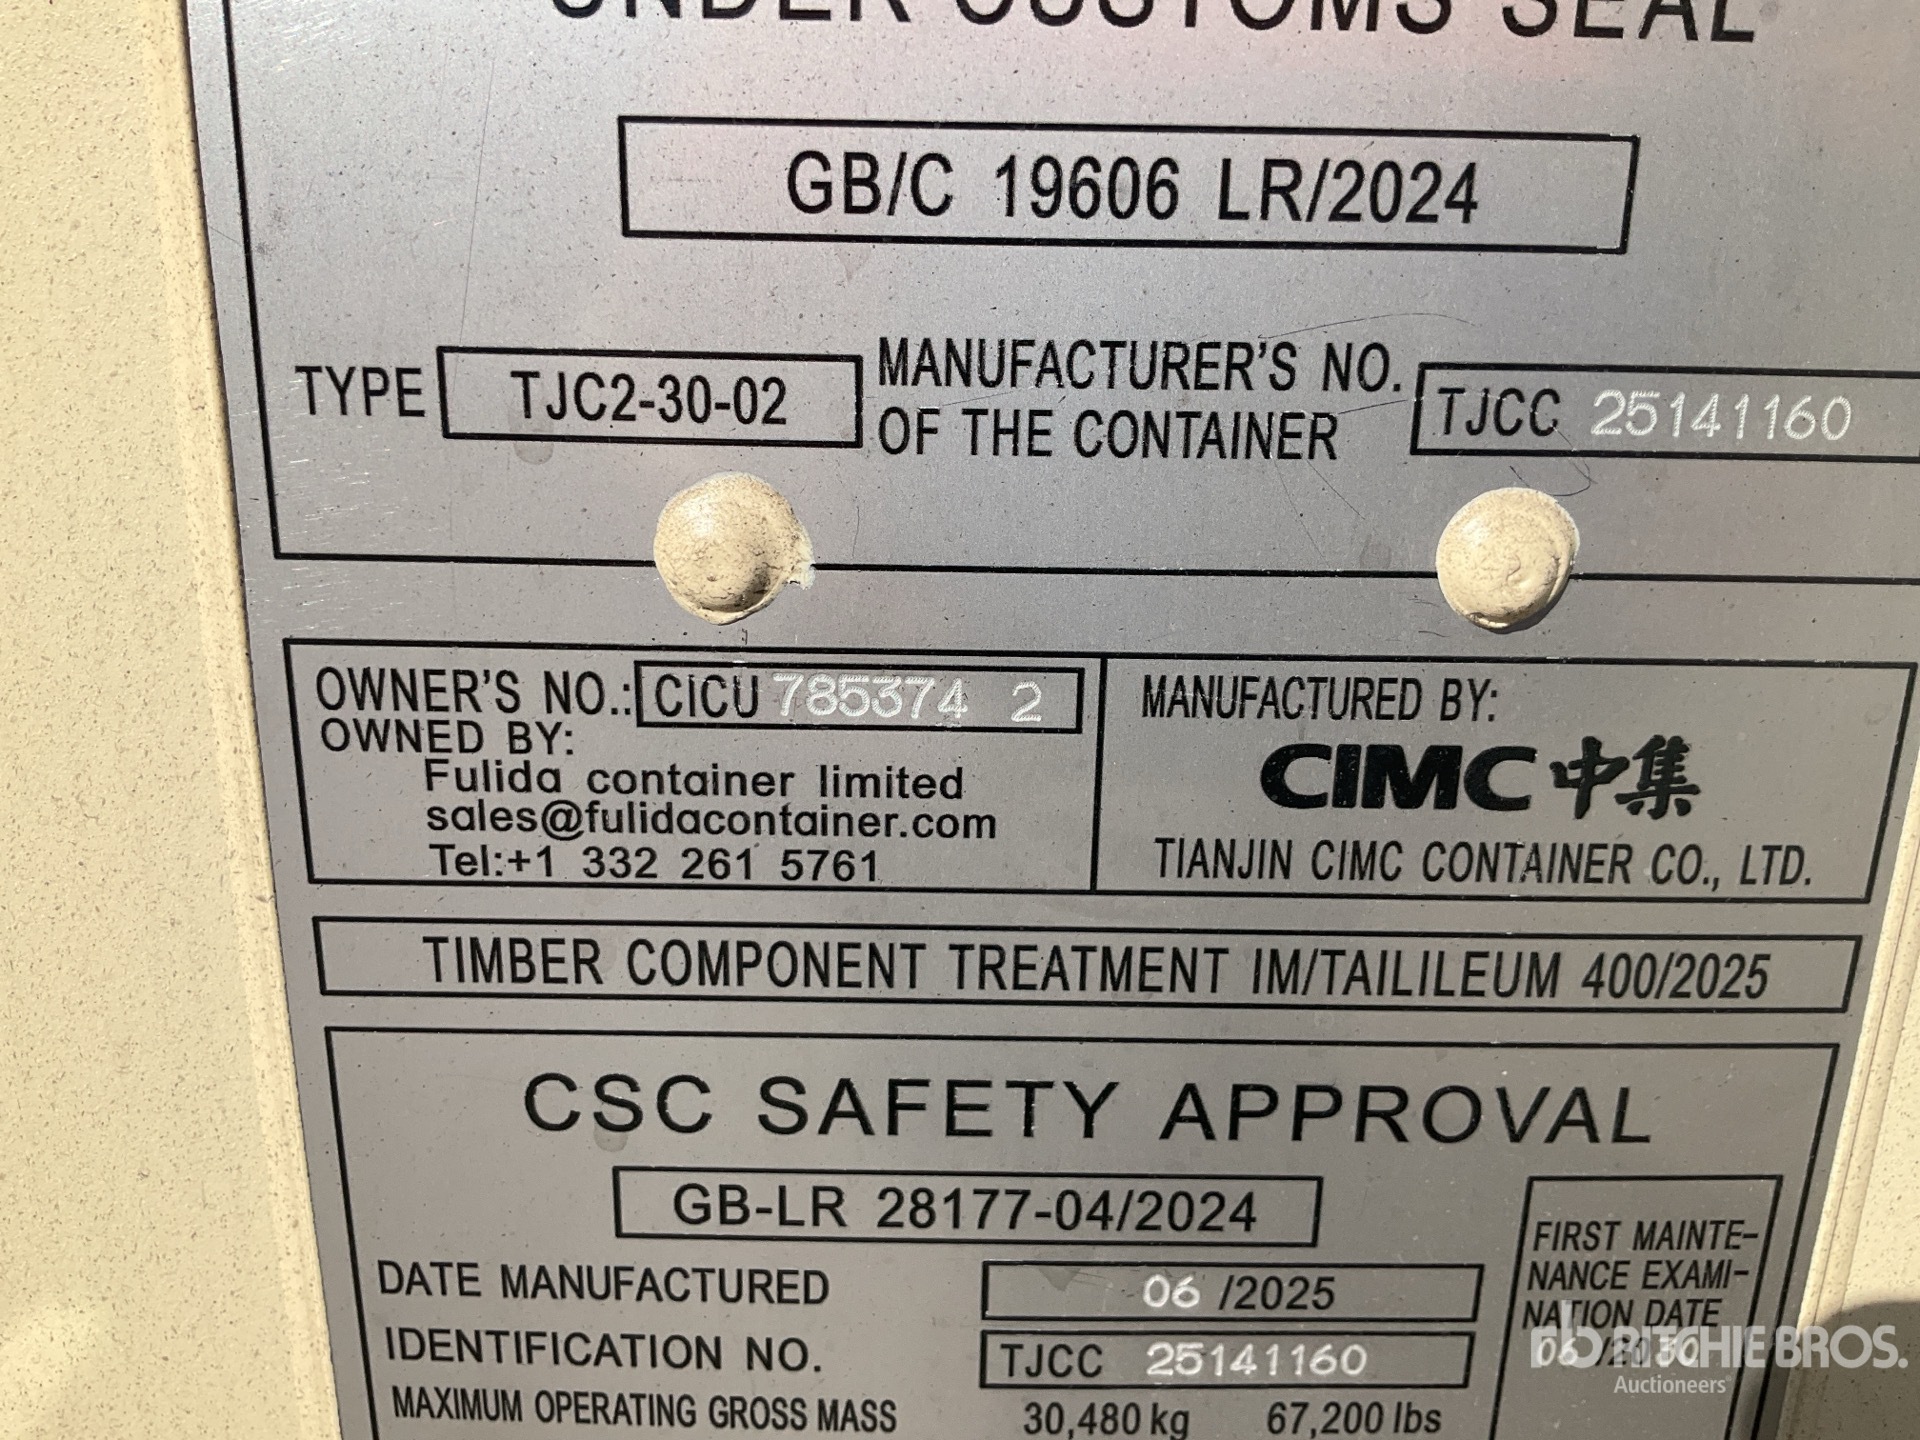 UNDER CUSTOMS SEAL
GB/C 19606 LR/2024
TYPE TJC2-30-02
MANUFACTURER'S NO. OF THE CONTAINER
TJCC 25141160
OWNER'S NO.: CICU 785374 2
OWNED BY:
Fulida container limited
sales@fulidacontainer.com
Tel:+1 332 261 5761
MANUFACTURED BY:
CIMC 中集
TIANJIN CIMC CONTAINER CO., LTD.
TIMBER COMPONENT TREATMENT IM/TAILILEUM 400/2025
CSC SAFETY APPROVAL
GB-LR 28177-04/2024
DATE MANUFACTURED 06 /2025
IDENTIFICATION NO. TJCC 25141160
MAXIMUM OPERATING GROSS MASS 30,480 kg 67,200 lbs
FIRST MAINTE-
NANCE EXAMI-
NATION DATE
06 /2030
rb RITCHIE BROS.
Auctioneers